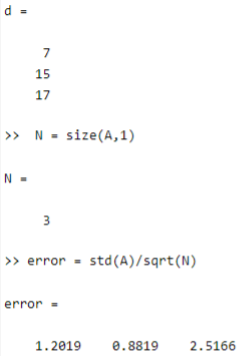 d =
7
15
17
>> N = size(A,1)
N =
3
>> error = std(A)/sqrt(N)
error =
1.2019 0.8819 2.5166